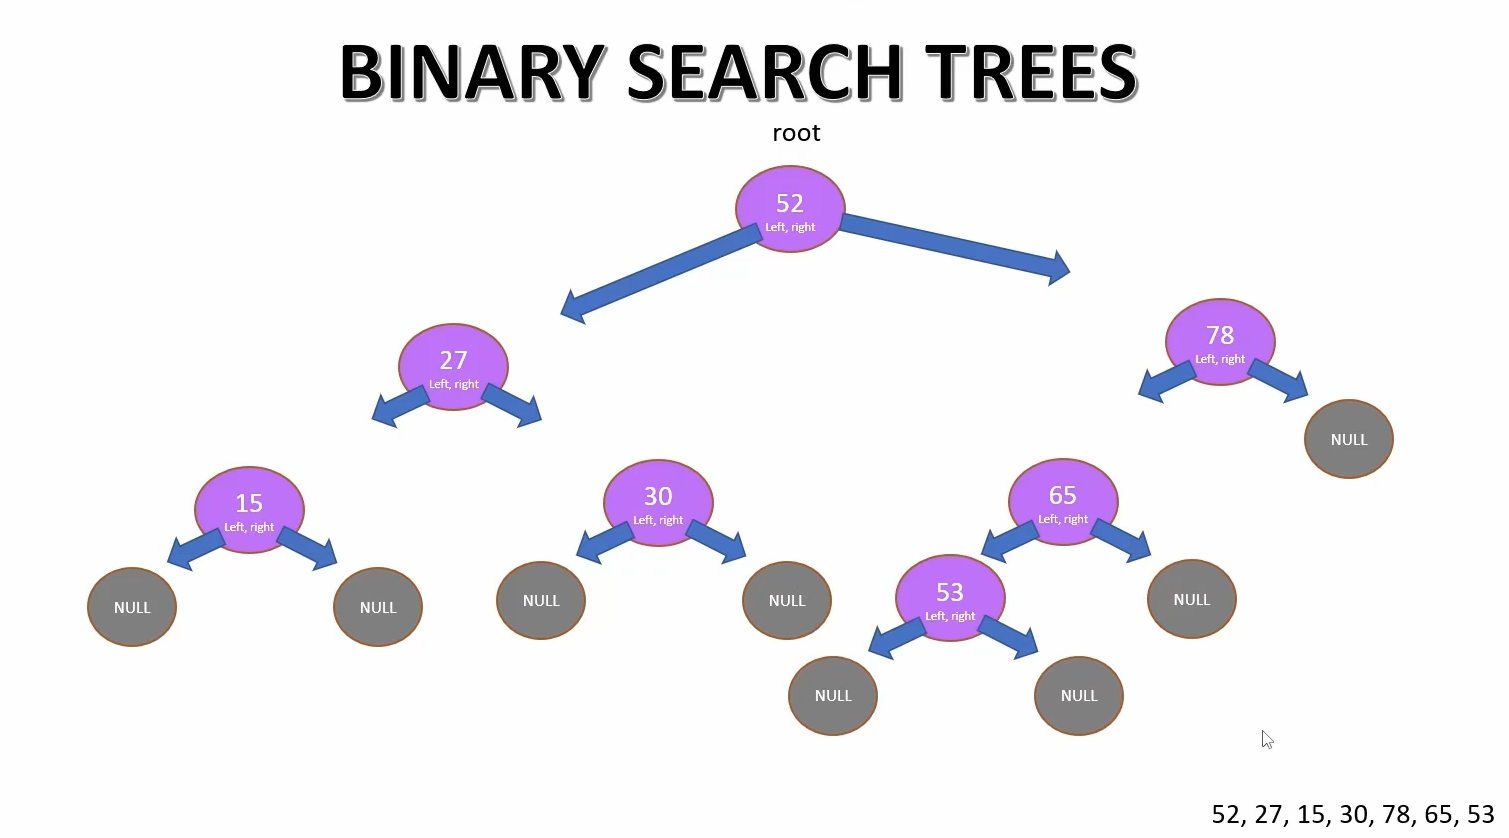 BINARY SEARCH TREES
root
52
Left, right
27
Left, right
78
Left, right
NULL
15
Left, right
30
Left, right
65
Left, right
NULL
NULL
NULL
NULL
53
Left, right
NULL
NULL
NULL
52, 27, 15, 30, 78, 65, 53